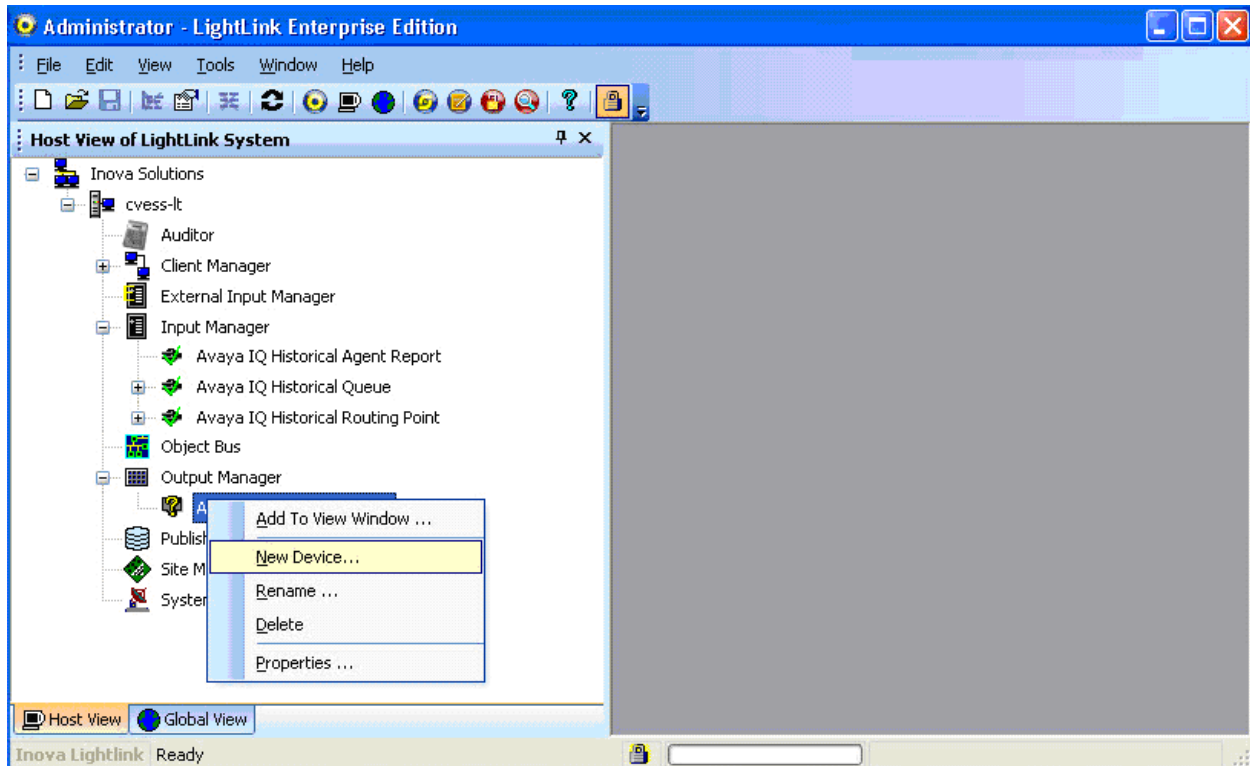 Administrator - LightLink Enterprise Edition
File Edit View Tools Window Help
Host View of LightLink System
Inova Solutions
cvess-lt
Auditor
Client Manager
External Input Manager
Input Manager
Avaya IQ Historical Agent Report
Avaya IQ Historical Queue
Avaya IQ Historical Routing Point
Object Bus
Output Manager
A
Add To View Window ...
Publish
New Device...
Site M
Rename ...
System
Delete
Properties ...
Host View Global View
Inova Lightlink Ready